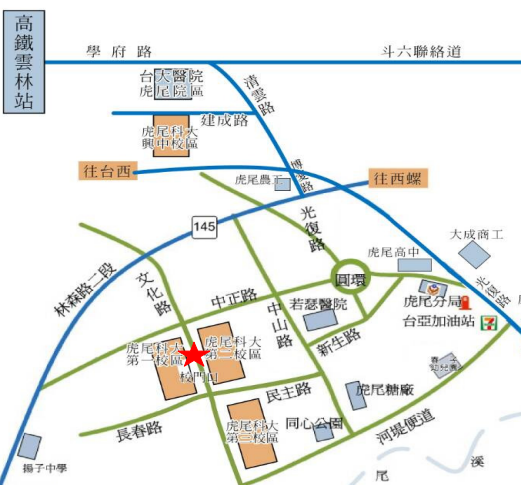 高鐵雲林站
學府路
斗六聯絡道
台大醫院
虎尾院區
清雲路
建成路
虎尾科大
興中校區
往台西
虎尾農工
博愛路
往西螺
145
光復路
大成商工
虎尾高中
林森路二段
文化路
圓環
中正路
中山路
若瑟醫院
虎尾分局
光復路
台亞加油站
7
新生路
虎尾科大
第一校區
虎尾科大
第二校區
校門口
幼兒園
民主路
虎尾糖廠
長春路
虎尾科大
第三校區
同心公園
河堤便道
揚子中學
尾
溪